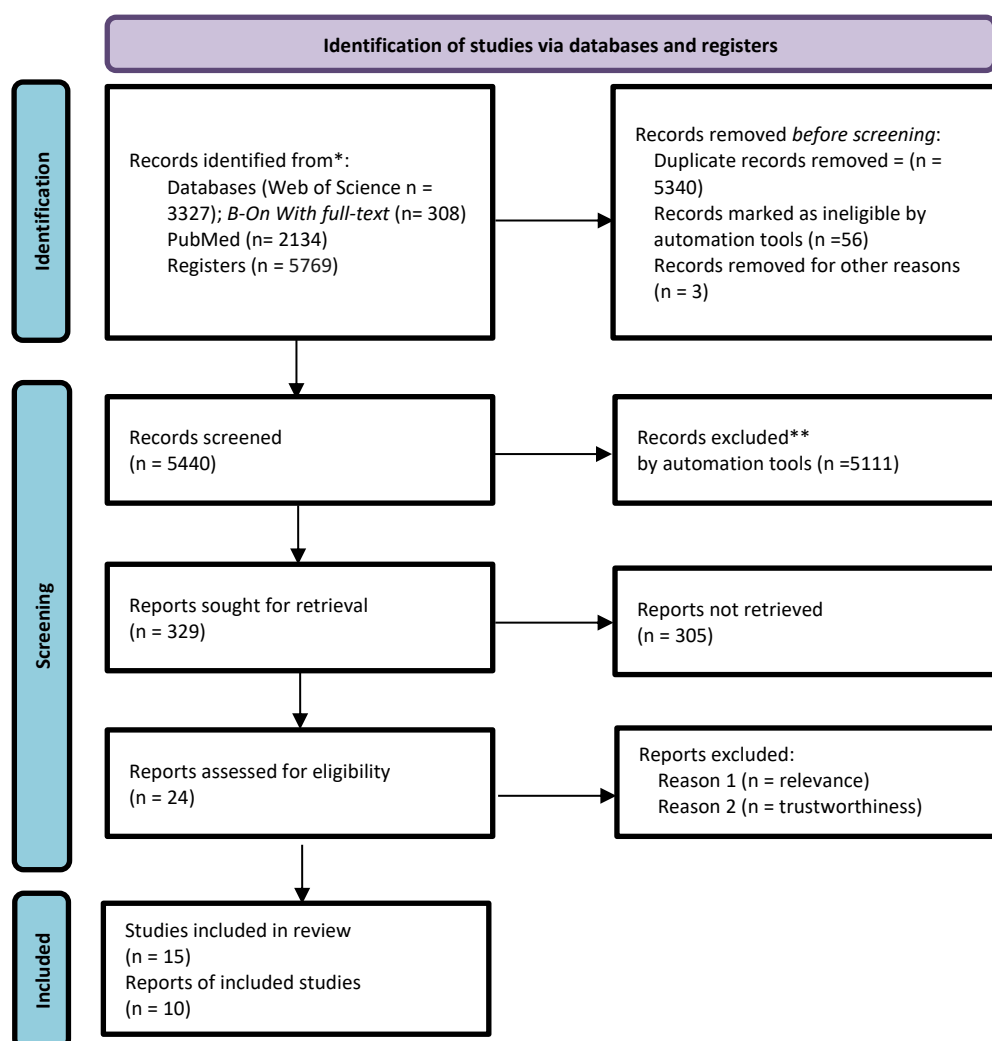 Identification of studies via databases and registers
Identification
Records identified from*:
Databases (Web of Science n =
3327); B-On With full-text (n= 308)
PubMed (n= 2134)
Registers (n = 5769)
Records removed before screening:
Duplicate records removed = (n =
5340)
Records marked as ineligible by
automation tools (n =56)
Records removed for other reasons
(n = 3)
Screening
Records screened
(n = 5440)
Records excluded**
by automation tools (n =5111)
Reports sought for retrieval
(n = 329)
Reports not retrieved
(n = 305)
Reports assessed for eligibility
(n = 24)
Reports excluded:
Reason 1 (n = relevance)
Reason 2 (n = trustworthiness)
Included
Studies included in review
(n = 15)
Reports of included studies
(n = 10)